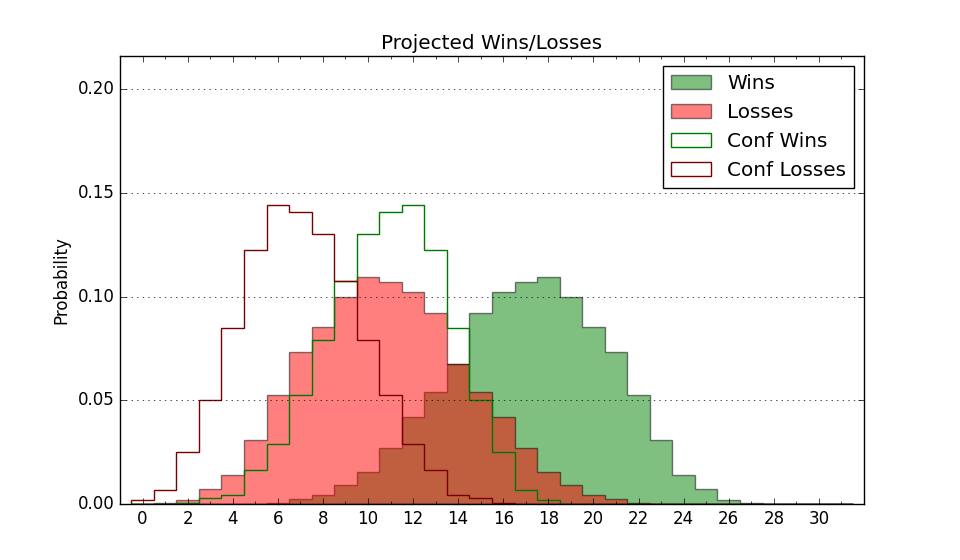 Projected Wins/Losses
0.20
0.15
0.10
0.05
0.00
Probability
Wins
Losses
Conf Wins
Conf Losses
0 2 4 6 8 10 12 14 16 18 20 22 24 26 28 30